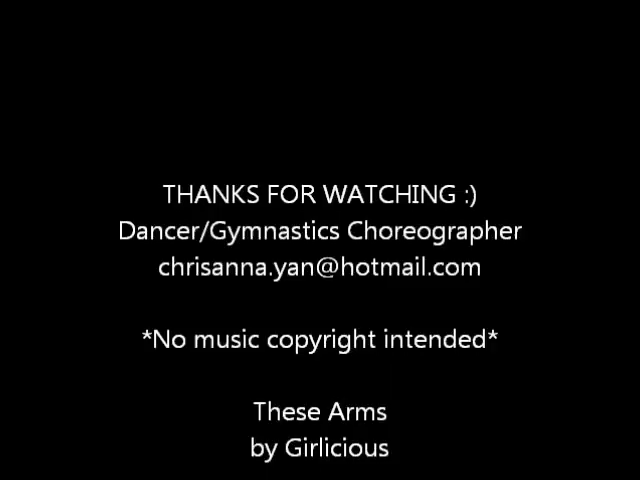 THANKS FOR WATCHING :)
Dancer/Gymnastics Choreographer
chrisanna.yan@hotmail.com
*No music copyright intended*
These Arms
by Girlicious